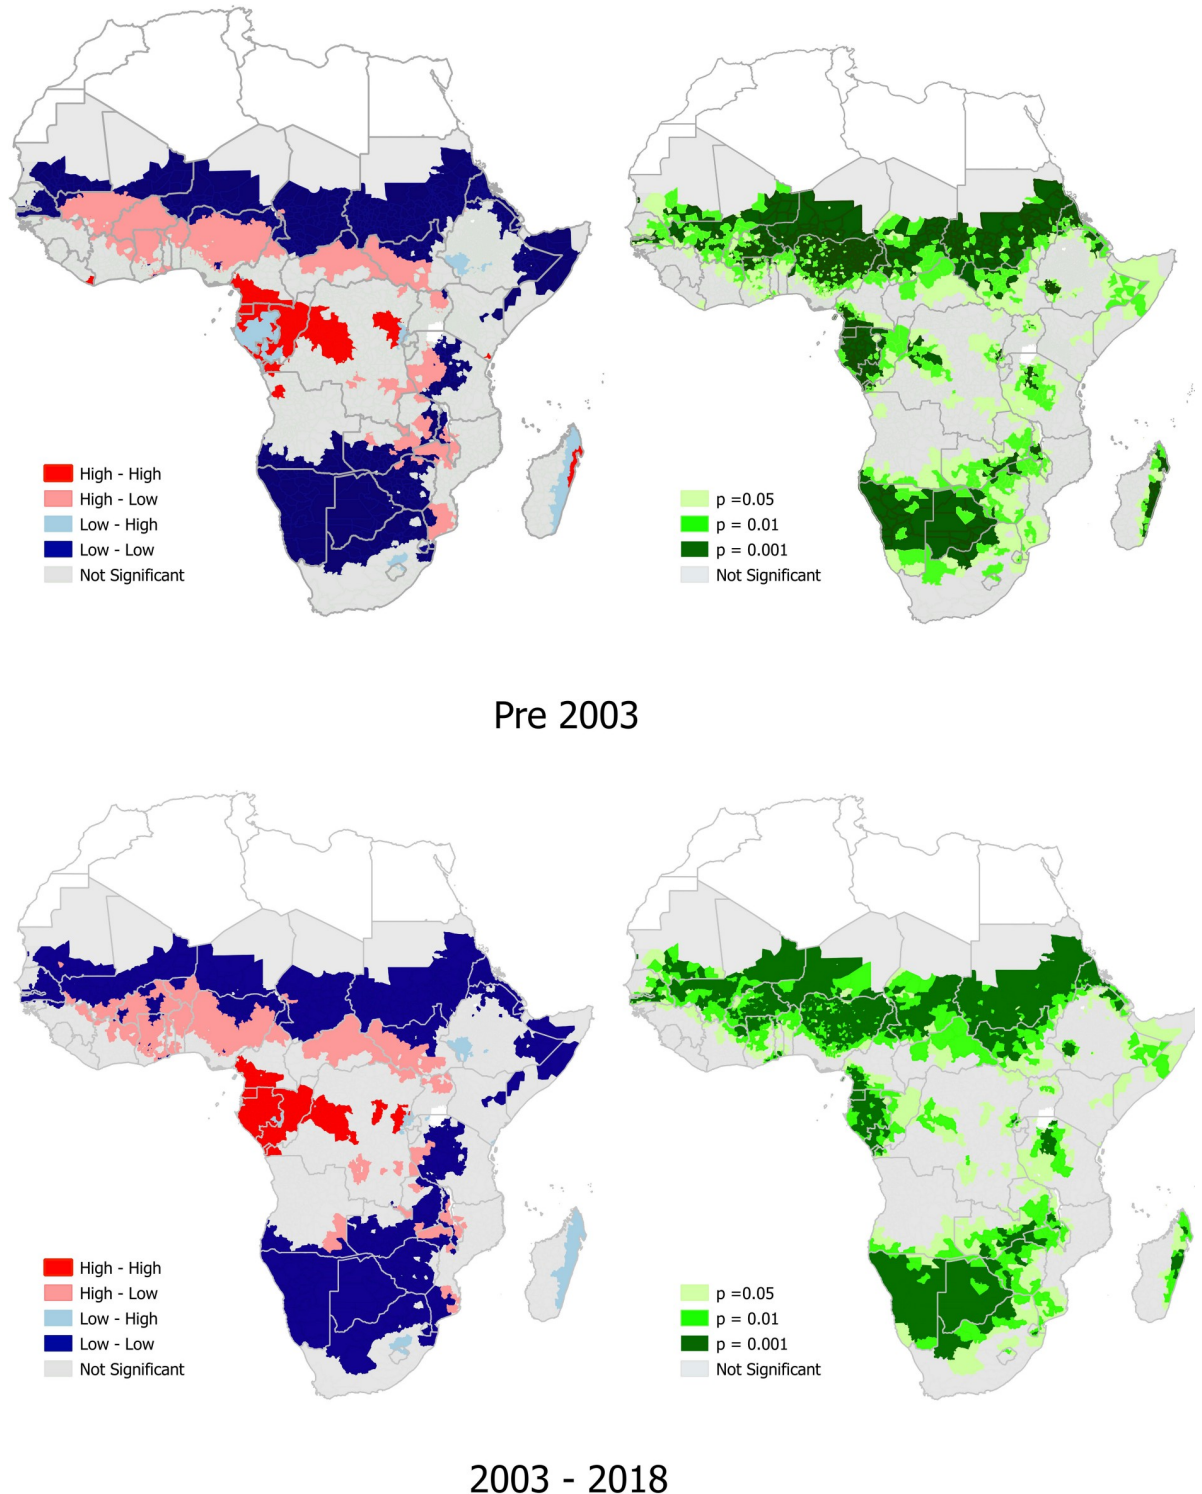 High - High
High - Low
Low - High
Low - Low
Not Significant
p =0.05
p = 0.01
p = 0.001
Not Significant
Pre 2003
High - High
High - Low
Low - High
Low - Low
Not Significant
p =0.05
p = 0.01
p = 0.001
Not Significant
2003 - 2018